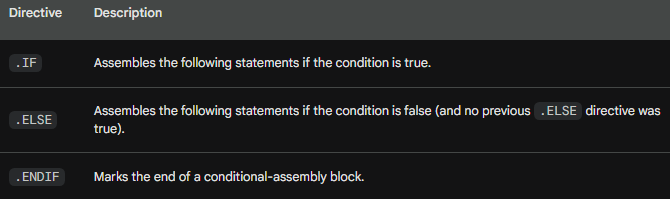 Directive Description
.IF Assembles the following statements if the condition is true.
.ELSE Assembles the following statements if the condition is false (and no previous .ELSE directive was
true).
.ENDIF Marks the end of a conditional-assembly block.